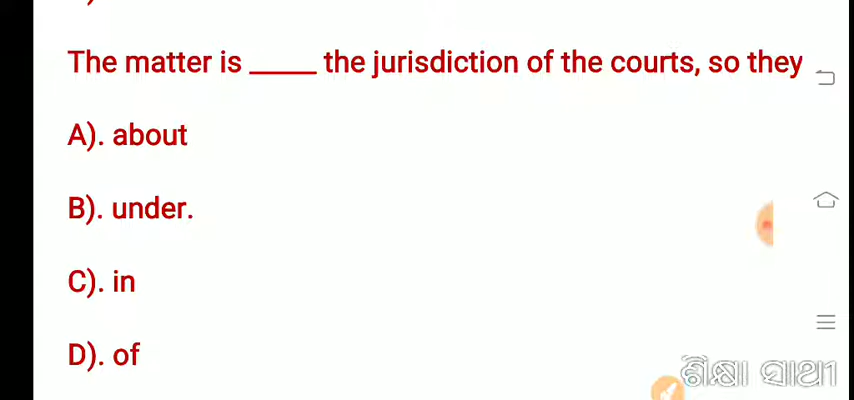 The matter is _____ the jurisdiction of the courts, so they
A). about
B). under.
C). in
D). of
ଶିକ୍ଷା ସାଥୀ